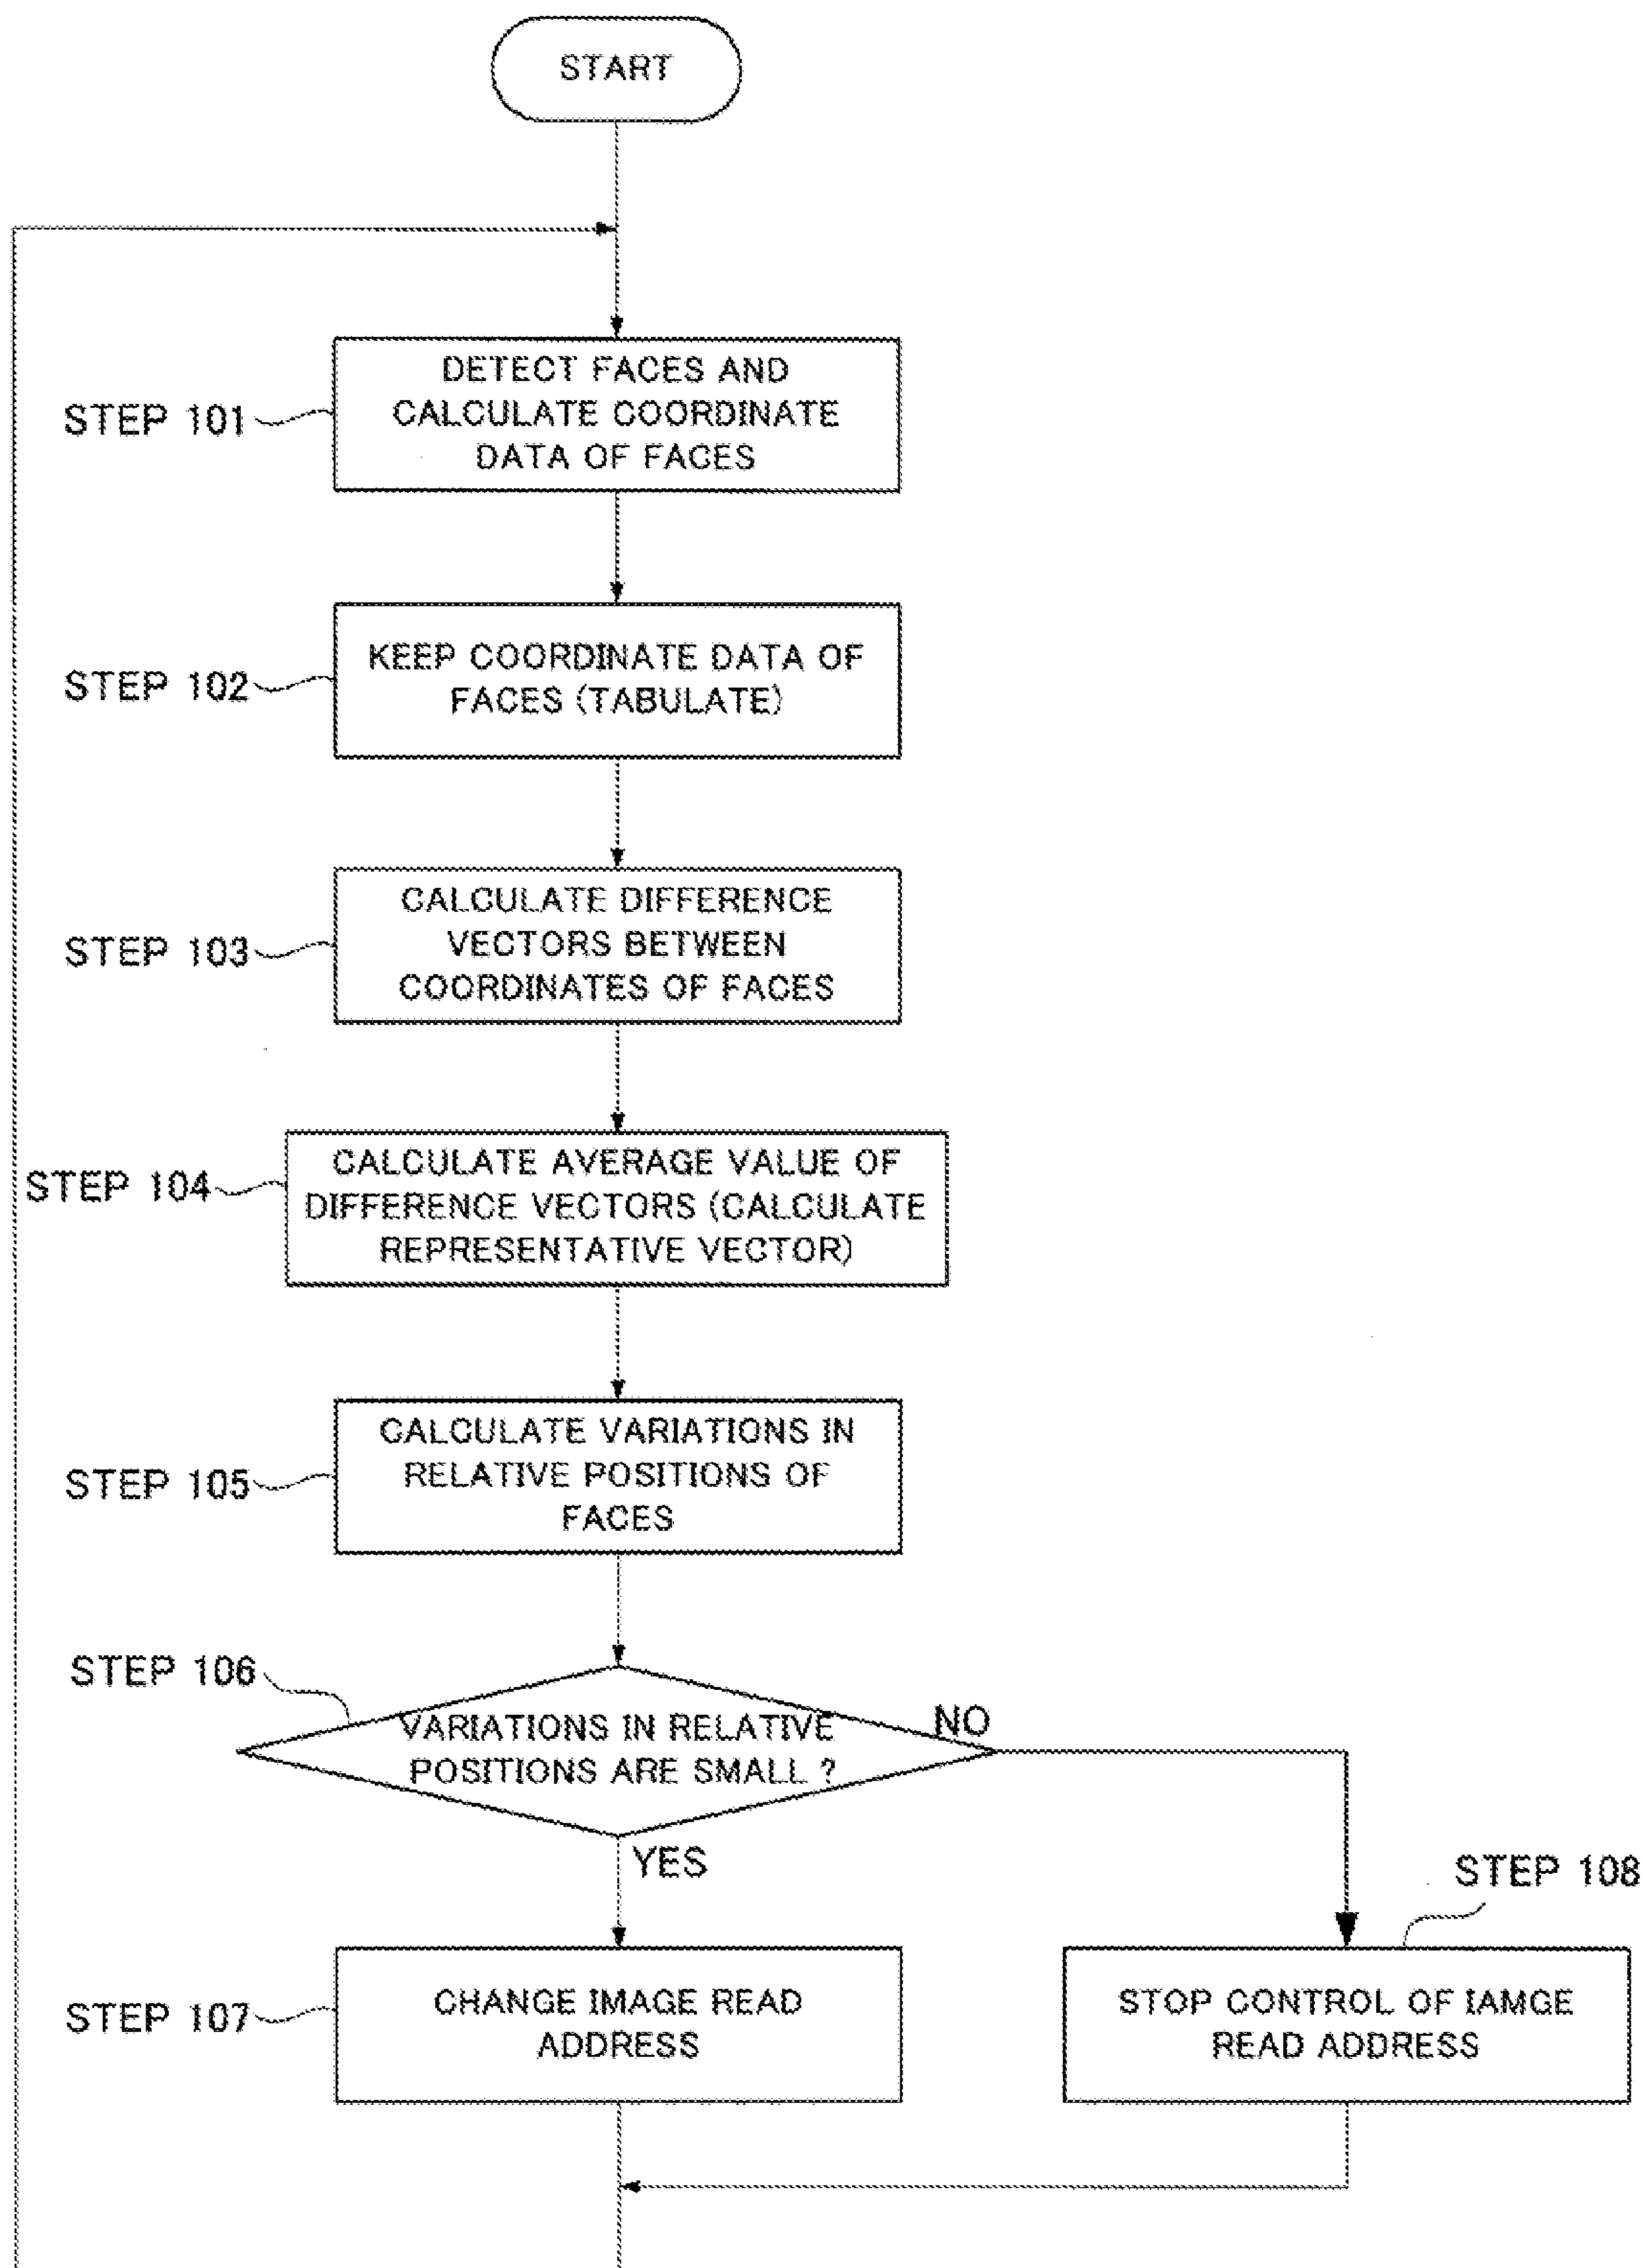 START
STEP 101
DETECT FACES AND
CALCULATE COORDINATE
DATA OF FACES
STEP 102
KEEP COORDINATE DATA OF
FACES (TABULATE)
STEP 103
CALCULATE DIFFERENCE
VECTORS BETWEEN
COORDINATES OF FACES
STEP 104
CALCULATE AVERAGE VALUE OF
DIFFERENCE VECTORS (CALCULATE
REPRESENTATIVE VECTOR)
STEP 105
CALCULATE VARIATIONS IN
RELATIVE POSITIONS OF
FACES
STEP 106
VARIATIONS IN RELATIVE
POSITIONS ARE SMALL ?
NO
YES
STEP 107
CHANGE IMAGE READ
ADDRESS
STEP 108
STOP CONTROL OF IAMGE
READ ADDRESS